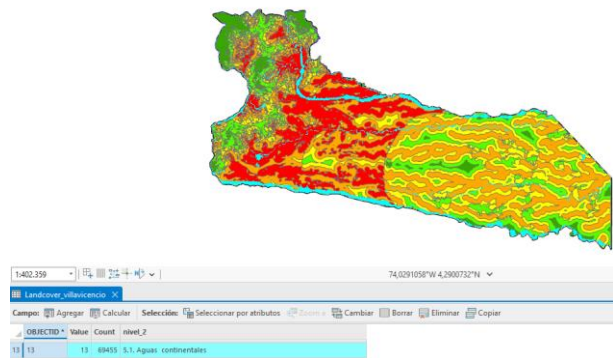 1:402.359
74,0291058°W 4,2900732°N
Landcover_villavicencio
Campo: Agregar Calcular Selección: Seleccionar por atributos Zoom a Cambiar Borrar Eliminar Copiar
OBJECTID * Value Count nivel_2
13 13 13 69455 5.1. Aguas continentales